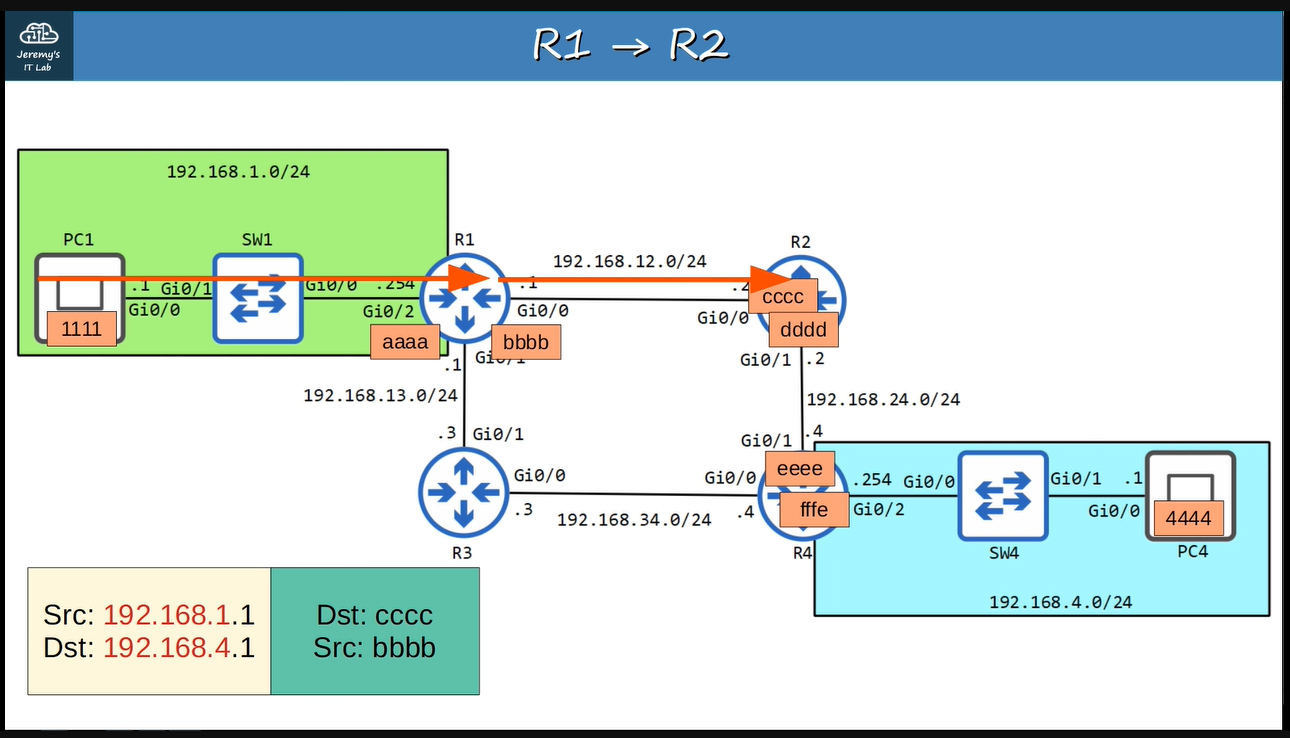 Jeremy's
IT Lab
R1 → R2
192.168.1.0/24
PC1
SW1
R1
R2
192.168.12.0/24
.1 Gi0/1
Gi0/0 .254
.1
.2
Gi0/0
Gi0/2
Gi0/0
Gi0/0
cccc
1111
aaaa
bbbb
dddd
Gi0/1
.1
Gi0/1 .2
192.168.13.0/24
192.168.24.0/24
.3 Gi0/1
Gi0/1 .4
Gi0/0
Gi0/0
eeee
.254 Gi0/0
Gi0/1 .1
.3
192.168.34.0/24
.4
fffe
Gi0/2
Gi0/0
4444
R3
R4
SW4
PC4
192.168.4.0/24
Src: 192.168.1.1
Dst: 192.168.4.1
Dst: cccc
Src: bbbb